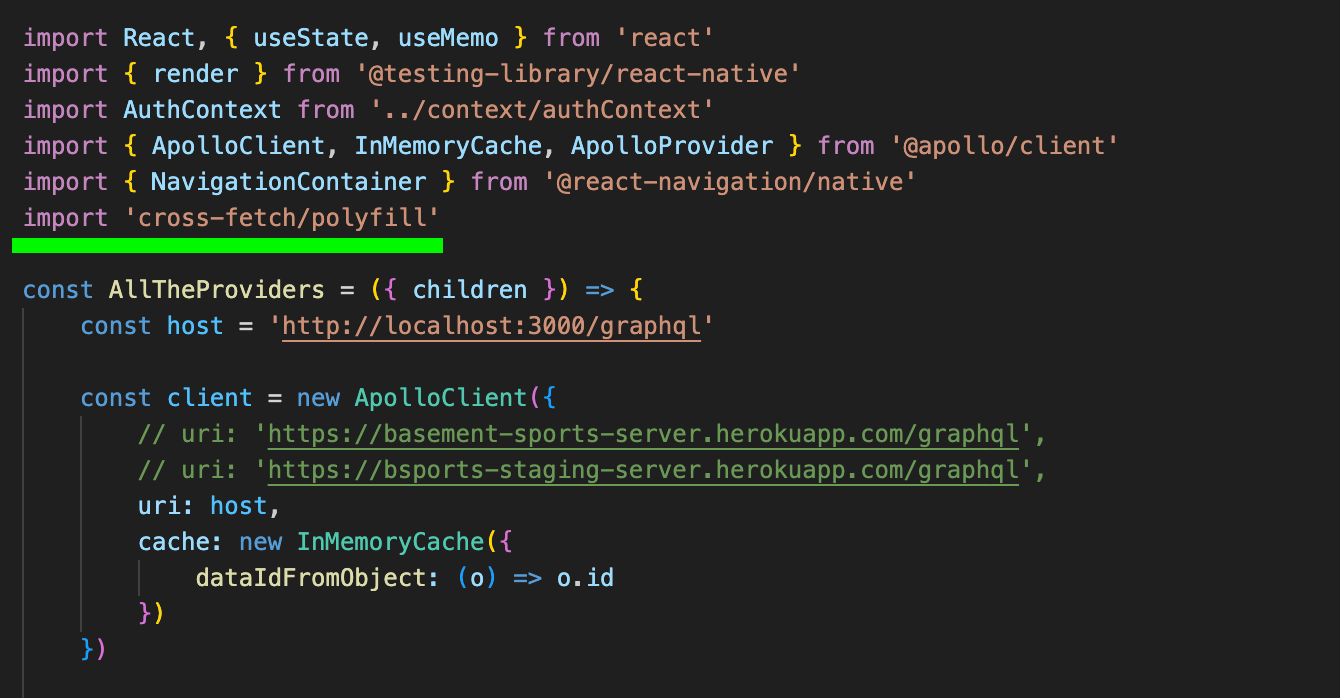 import React, { useState, useMemo } from 'react'
import { render } from '@testing-library/react-native'
import AuthContext from '../context/authContext'
import { ApolloClient, InMemoryCache, ApolloProvider } from '@apollo/client'
import { NavigationContainer } from '@react-navigation/native'
import 'cross-fetch/polyfill'

const AllTheProviders = ({ children }) => {
    const host = 'http://localhost:3000/graphql'

    const client = new ApolloClient({
        // uri: 'https://basement-sports-server.herokuapp.com/graphql',
        // uri: 'https://bsports-staging-server.herokuapp.com/graphql',
        uri: host,
        cache: new InMemoryCache({
            dataIdFromObject: (o) => o.id
        })
    })